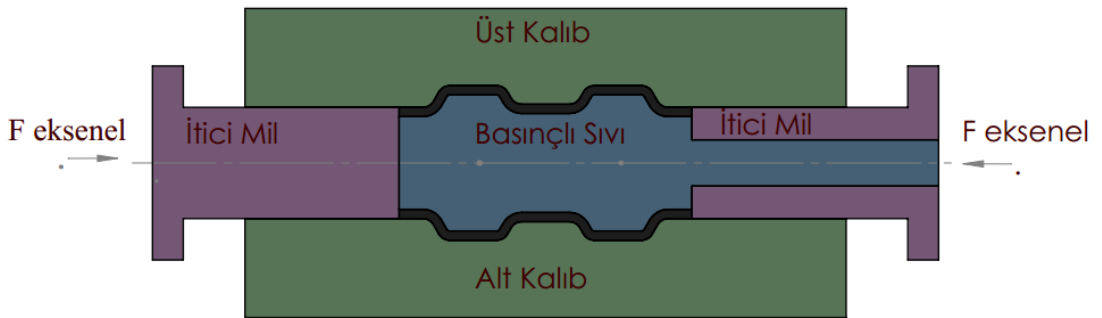 Üst Kalıb
F eksenel
İtici Mil
Basınçlı Sıvı
İtici Mil
F eksenel
Alt Kalıb